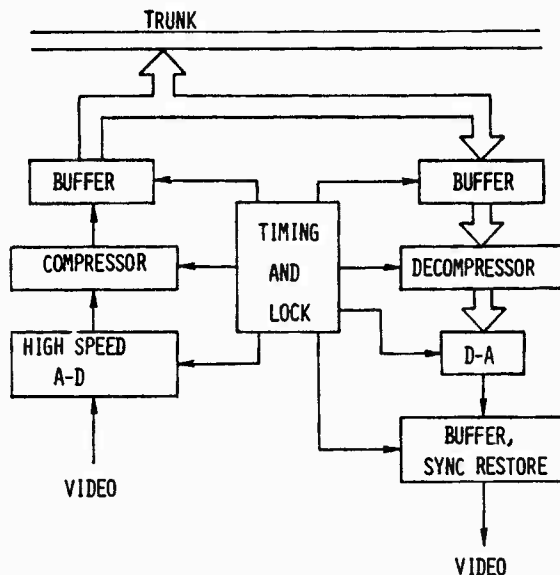 TRUNK
BUFFER
BUFFER
TIMING
AND
LOCK
COMPRESSOR
DECOMPRESSOR
HIGH SPEED
A-D
D-A
BUFFER,
SYNC RESTORE
VIDEO
VIDEO